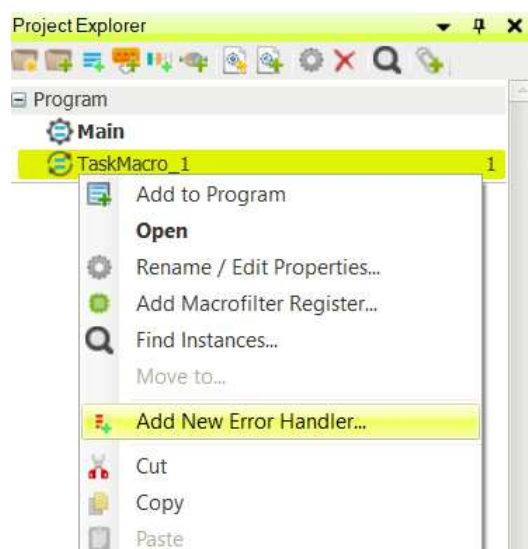 Project Explorer
Program
Main
TaskMacro_1 1
Add to Program
Open
Rename / Edit Properties...
Add Macrofilter Register...
Find Instances...
Move to...
Add New Error Handler...
Cut
Copy
Paste